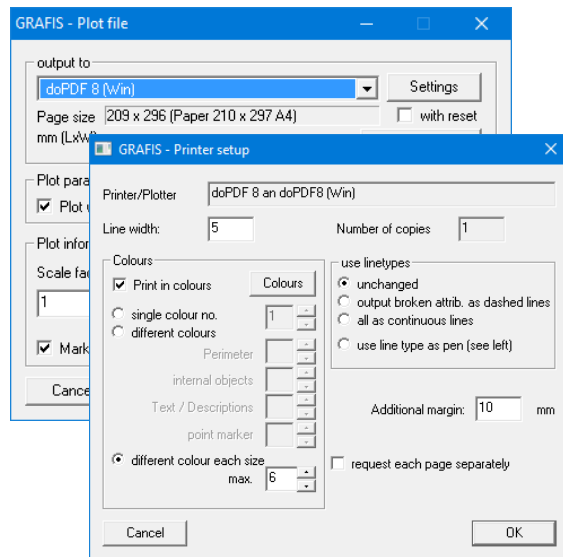 GRAFIS - Plot file
output to
doPDF 8 (Win)
Settings
Page size 209 x 296 (Paper 210 x 297 A4)
with reset
mm (LxW)
GRAFIS - Printer setup
Plot para
Printer/Plotter doPDF 8 an doPDF8 (Win)
Plot
Line width: 5 Number of copies 1
Plot infor
Colours
use linetypes
Scale fac
Print in colours Colours
unchanged
output broken attrib. as dashed lines
1
single colour no. 1
all as continuous lines
different colours
use line type as pen (see left)
Mark
Perimeter
internal objects
Cance
Text / Descriptions
Additional margin: 10 mm
point marker
different colour each size
request each page separately
max. 6
Cancel OK